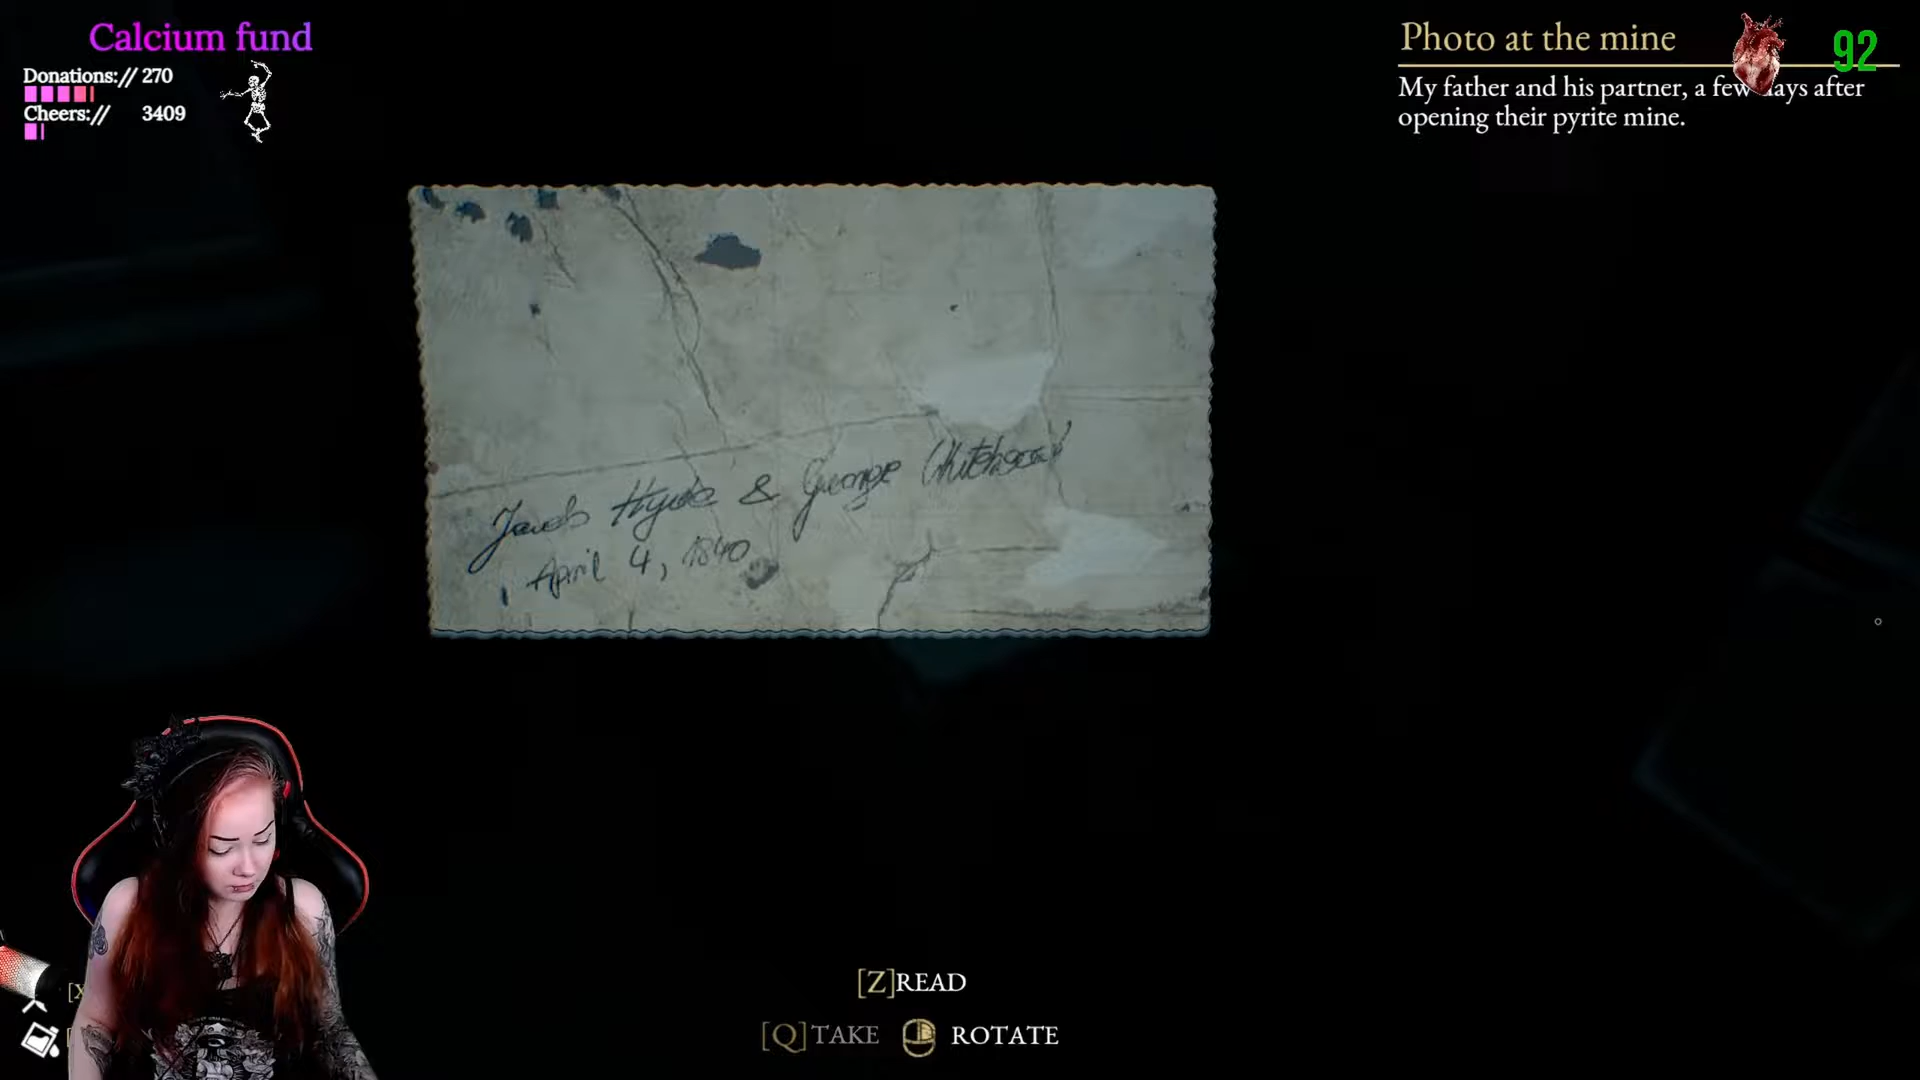 Calcium fund
Donations:// 270
Cheers:// 3409
Photo at the mine
92
My father and his partner, a few days after
opening their pyrite mine.
Jacob Hyde & George
April 4, 1840
[Z]READ
[Q]TAKE ROTATE
[X